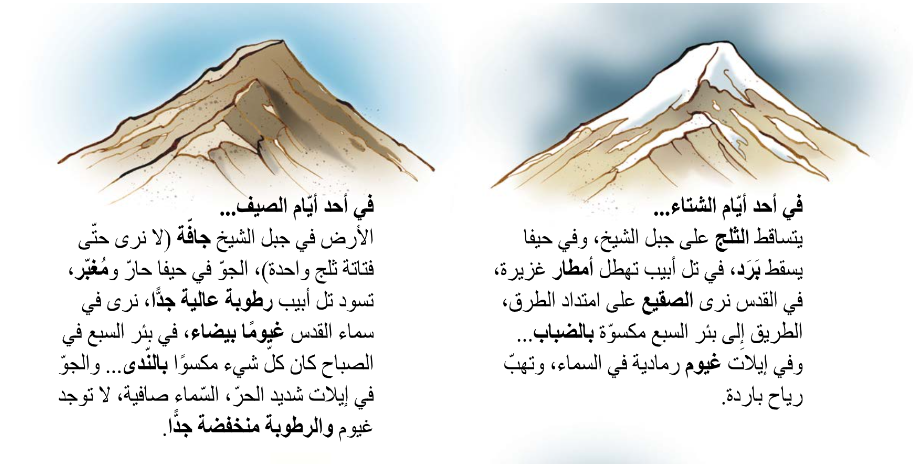 في أحد أيّام الشتاء...
يتساقط الثلج على جبل الشيخ، وفي حيفا
يسقط بَرَد، في تل أبيب تهطل أمطار غزيرة،
في القدس نرى الصقيع على امتداد الطرق،
الطريق إلى بئر السبع مكسوّة بالضباب...
وفي إيلات غيوم رمادية في السماء، وتهبّ
رياح باردة.
في أحد أيّام الصيف...
الأرض في جبل الشيخ جافّة (لا نرى حتّى
فتاتة ثلج واحدة)، الجوّ في حيفا حارّ ومُغْبّر،
تسود تل أبيب رطوبة عالية جدًّا، نرى في
سماء القدس غيومًا بيضاء، في بئر السبع في
الصباح كان كلّ شيء مكسوًا بالنّدى... والجوّ
في إيلات شديد الحرّ، السّماء صافية، لا توجد
غيوم والرطوبة منخفضة جدًّا.